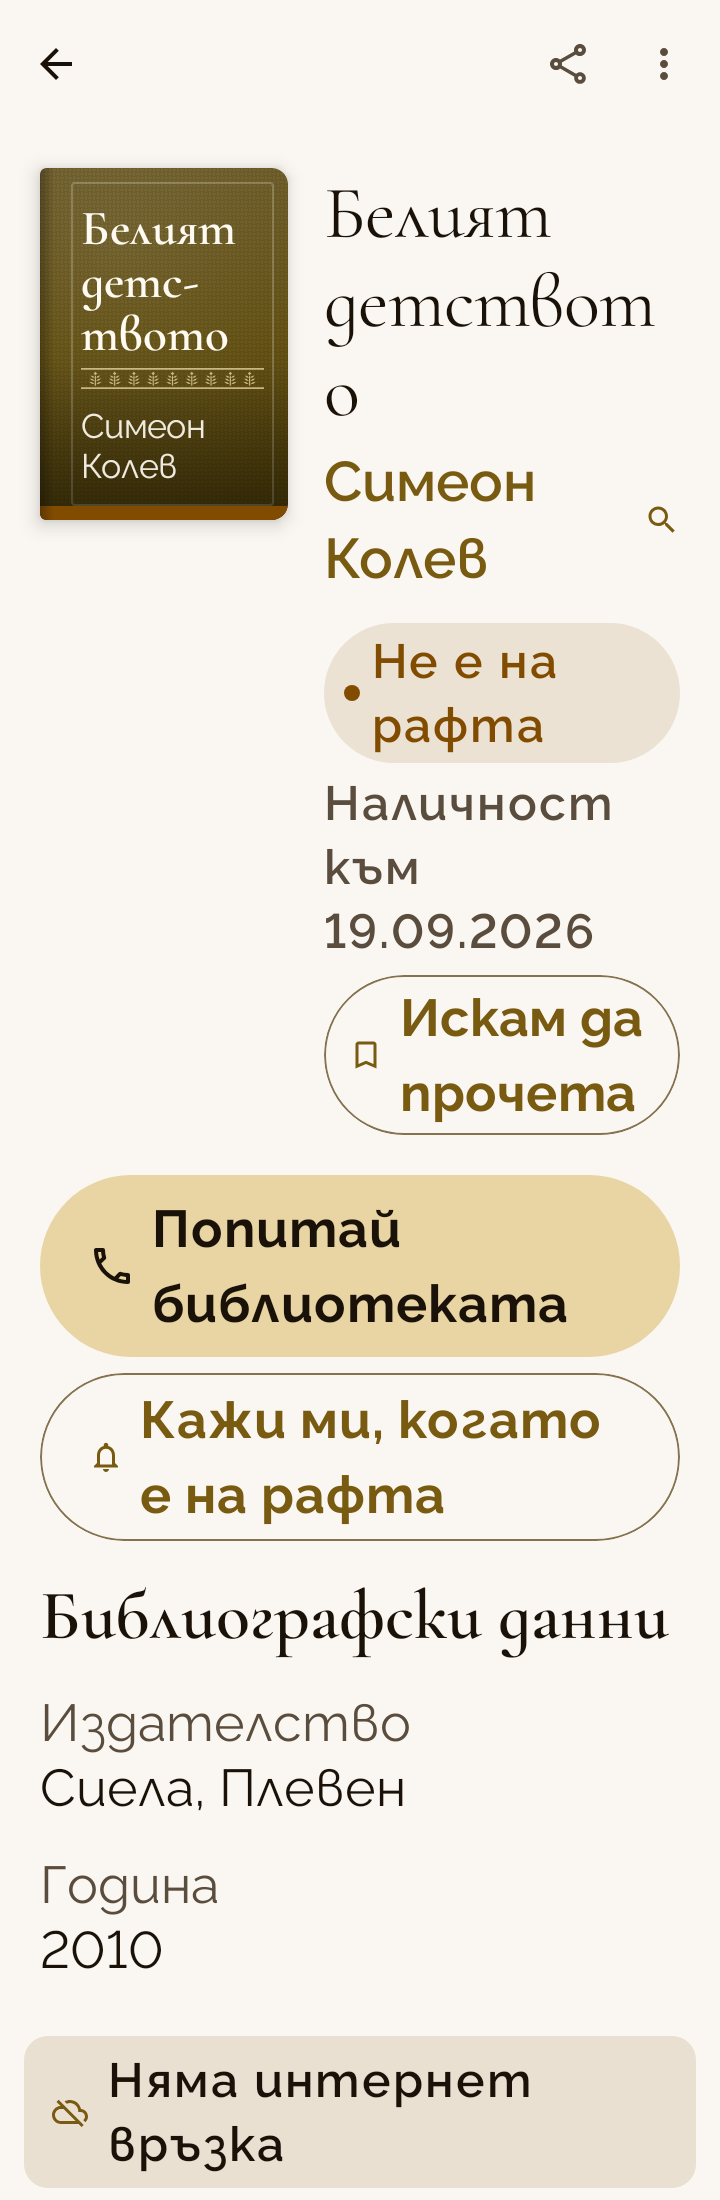 Белият
детс-
твото
Симеон
Колев
Белият
детствот
о
Симеон
Колев
Не е на
рафта
Наличност
към
19.09.2026
Искам да
прочета
Попитай
библиотеката
Кажи ми, когато
е на рафта
Библиографски данни
Издателство
Сиела, Плевен
Година
2010
Няма интернет
връзка